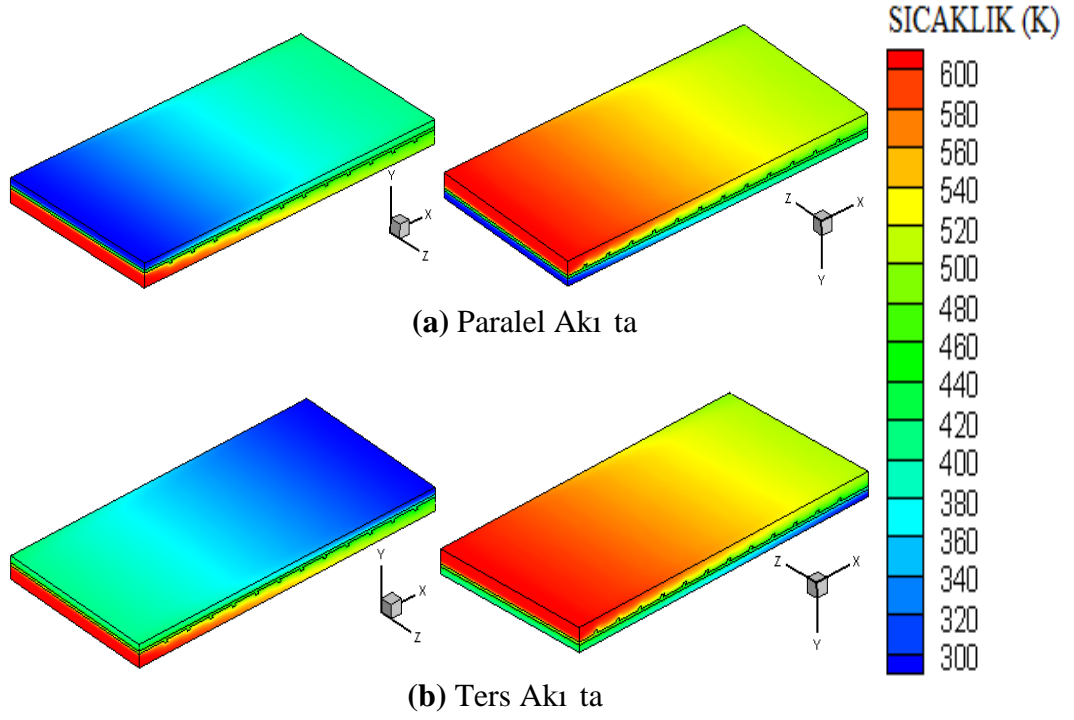 SICAKLIK (K)
600
580
560
540
520
500
480
460
440
420
400
380
360
340
320
300
Y
X
Z
Z
X
Y
(a) Paralel Akı ta
Y
X
Z
Z
X
Y
(b) Ters Akı ta